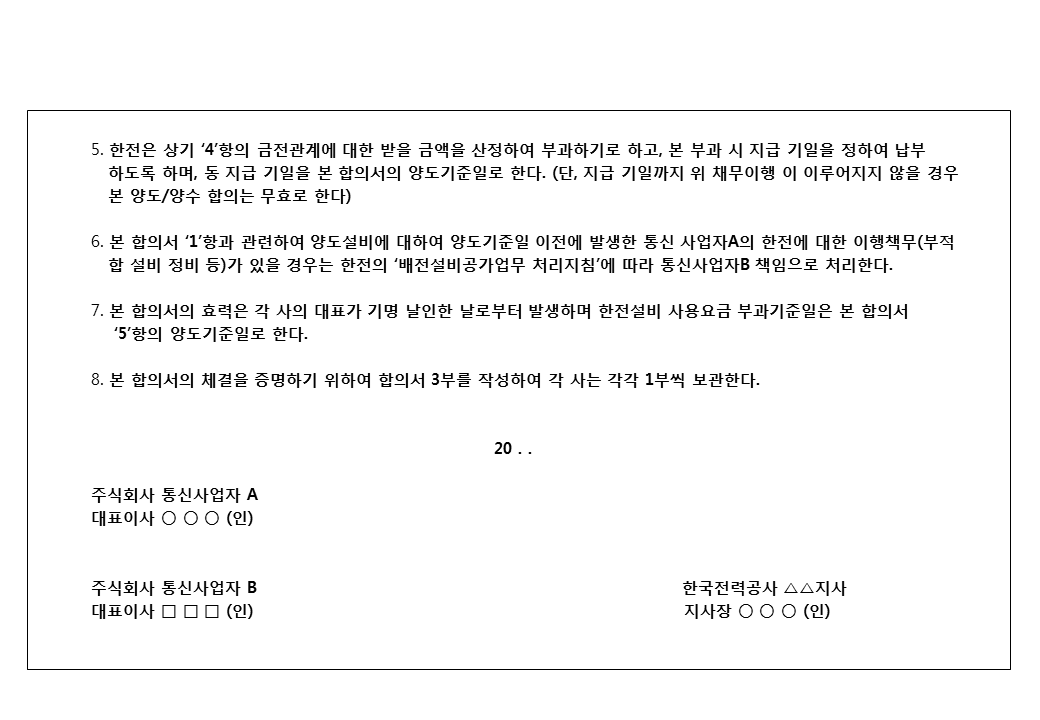 5. 한전은 상기 ‘4’항의 금전관계에 대한 받을 금액을 산정하여 부과하기로 하고, 본 부과 시 지급 기일을 정하여 납부
하도록 하며, 동 지급 기일을 본 합의서의 양도기준일로 한다. (단, 지급 기일까지 위 채무이행 이 이루어지지 않을 경우
본 양도/양수 합의는 무효로 한다)
6. 본 합의서 ‘1’항과 관련하여 양도설비에 대하여 양도기준일 이전에 발생한 통신 사업자A의 한전에 대한 이행책무(부적
합 설비 정비 등)가 있을 경우는 한전의 ‘배전설비공가업무 처리지침’에 따라 통신사업자B 책임으로 처리한다.
7. 본 합의서의 효력은 각 사의 대표가 기명 날인한 날로부터 발생하며 한전설비 사용요금 부과기준일은 본 합의서
‘5’항의 양도기준일로 한다.
8. 본 합의서의 체결을 증명하기 위하여 합의서 3부를 작성하여 각 사는 각각 1부씩 보관한다.
20 . .
주식회사 통신사업자 A
대표이사 ○ ○ ○ (인)
주식회사 통신사업자 B 한국전력공사 △△지사
대표이사 □ □ □ (인) 지사장 ○ ○ ○ (인)